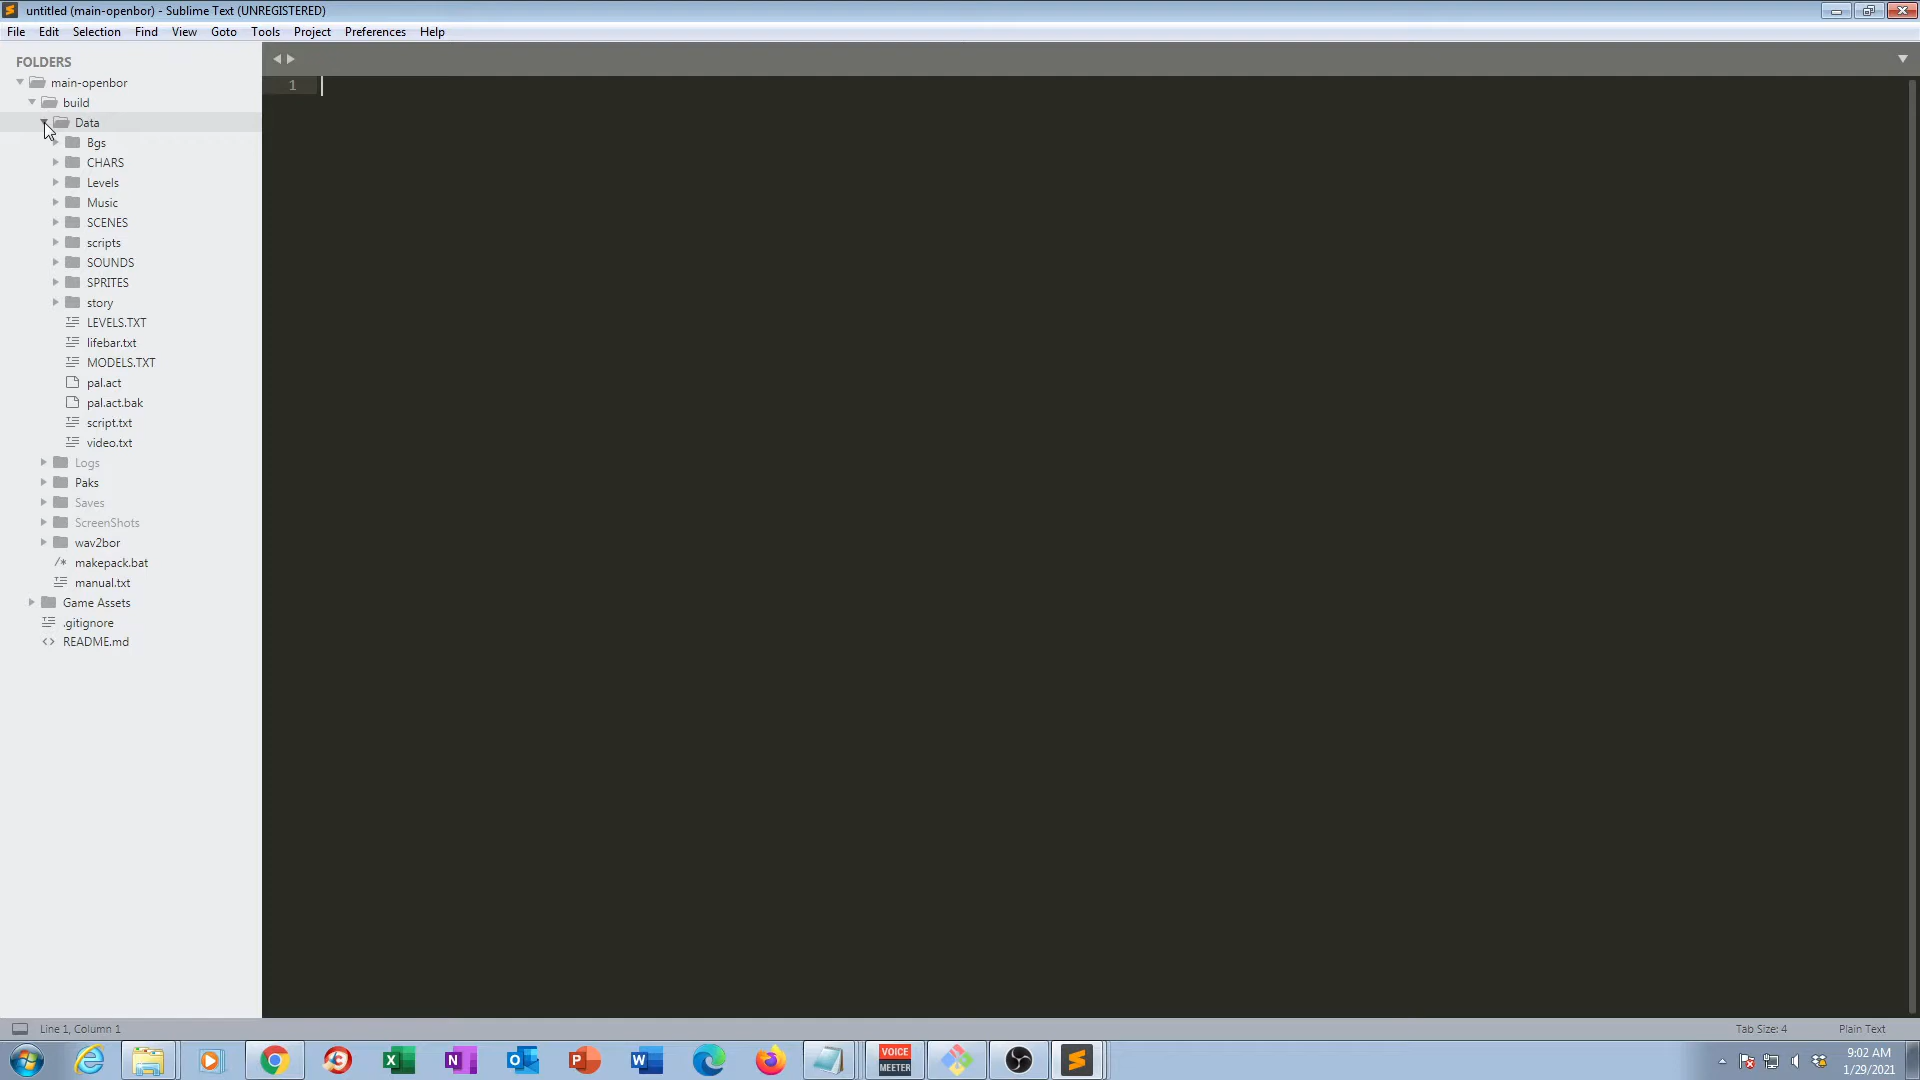 untitled (main-openbor) - Sublime Text (UNREGISTERED)
File Edit Selection Find View Goto Tools Project Preferences Help
FOLDERS
main-openbor
build
Data
Bgs
CHARS
Levels
Music
SCENES
scripts
SOUNDS
SPRITES
story
LEVELS.TXT
lifebar.txt
MODELS.TXT
pal.act
pal.act.bak
script.txt
video.txt
Logs
Paks
Saves
ScreenShots
wav2bor
/* makepack.bat
manual.txt
Game Assets
.gitignore
<> README.md
1
Line 1, Column 1
Tab Size: 4
Plain Text
VOICE
MEETER
9:02 AM
1/29/2021